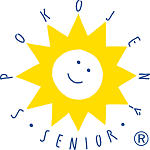 SPOKOJENÝ
· SENIOR · ®